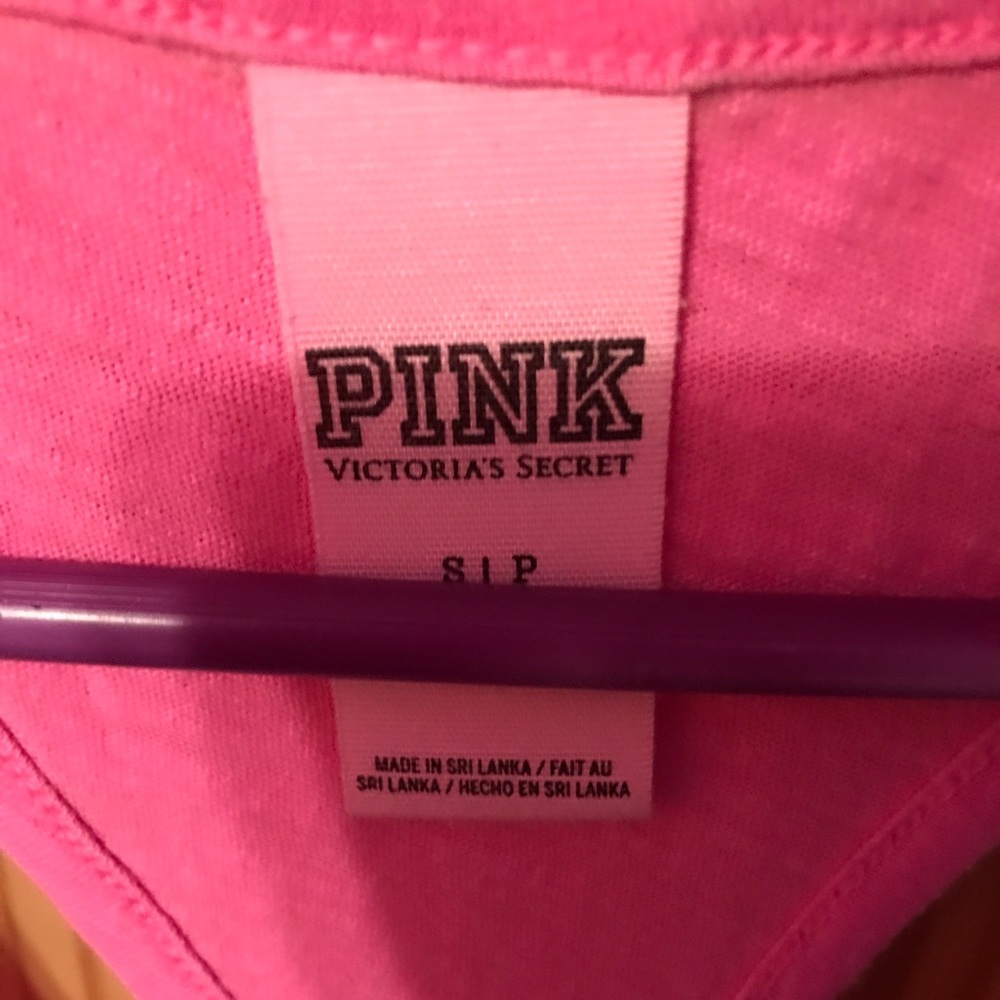 PINK
VICTORIA'S SECRET
S | P
MADE IN SRI LANKA / FAIT AU
SRI LANKA / HECHO EN SRI LANKA